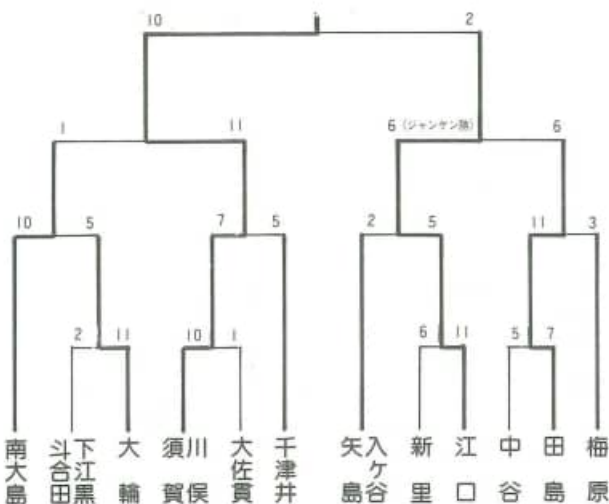 10 2
1 11 6 (ジャンケン勝) 6
10 5 7 5 2 5 11 3
2 11 10 1 6 11 5 7
南大島
下江黒
斗合田
大輪
川俣
須賀
大佐貫
千津井
入ケ谷
矢島
新里
江口
中谷
田島
梅原